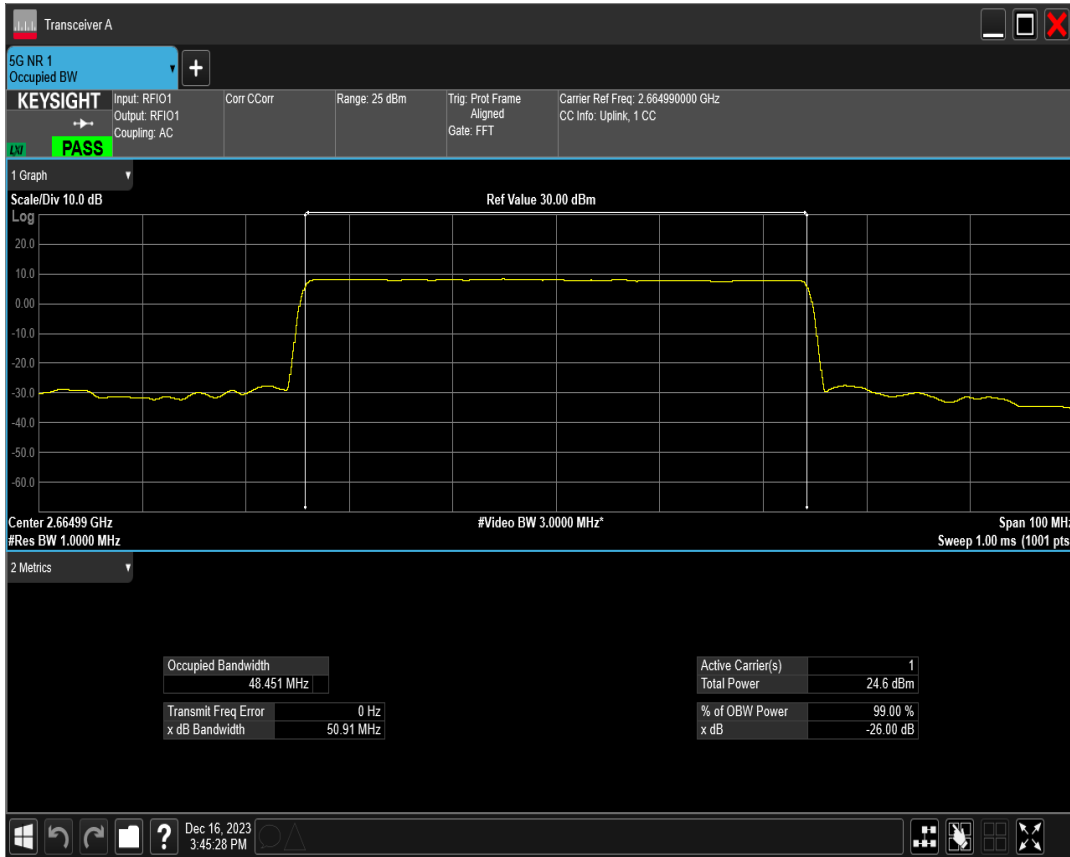 Transceiver A
5G NR 1
Occupied BW
KEYSIGHT
LXI
PASS
Input: RFIO1
Output: RFIO1
Coupling: AC
Corr CCorr
Range: 25 dBm
Trig: Prot Frame
Aligned
Gate: FFT
Carrier Ref Freq: 2.664990000 GHz
CC Info: Uplink, 1 CC
1 Graph
Scale/Div 10.0 dB
Ref Value 30.00 dBm
Log
20.0
10.0
0.00
-10.0
-20.0
-30.0
-40.0
-50.0
-60.0
Center 2.66499 GHz
#Video BW 3.0000 MHz*
Span 100 MHz
#Res BW 1.0000 MHz
Sweep 1.00 ms (1001 pts
2 Metrics
Occupied Bandwidth
48.451 MHz
Transmit Freq Error 0 Hz
x dB Bandwidth 50.91 MHz
Active Carrier(s) 1
Total Power 24.6 dBm
% of OBW Power 99.00 %
x dB -26.00 dB
?
Dec 16, 2023
3:45:28 PM